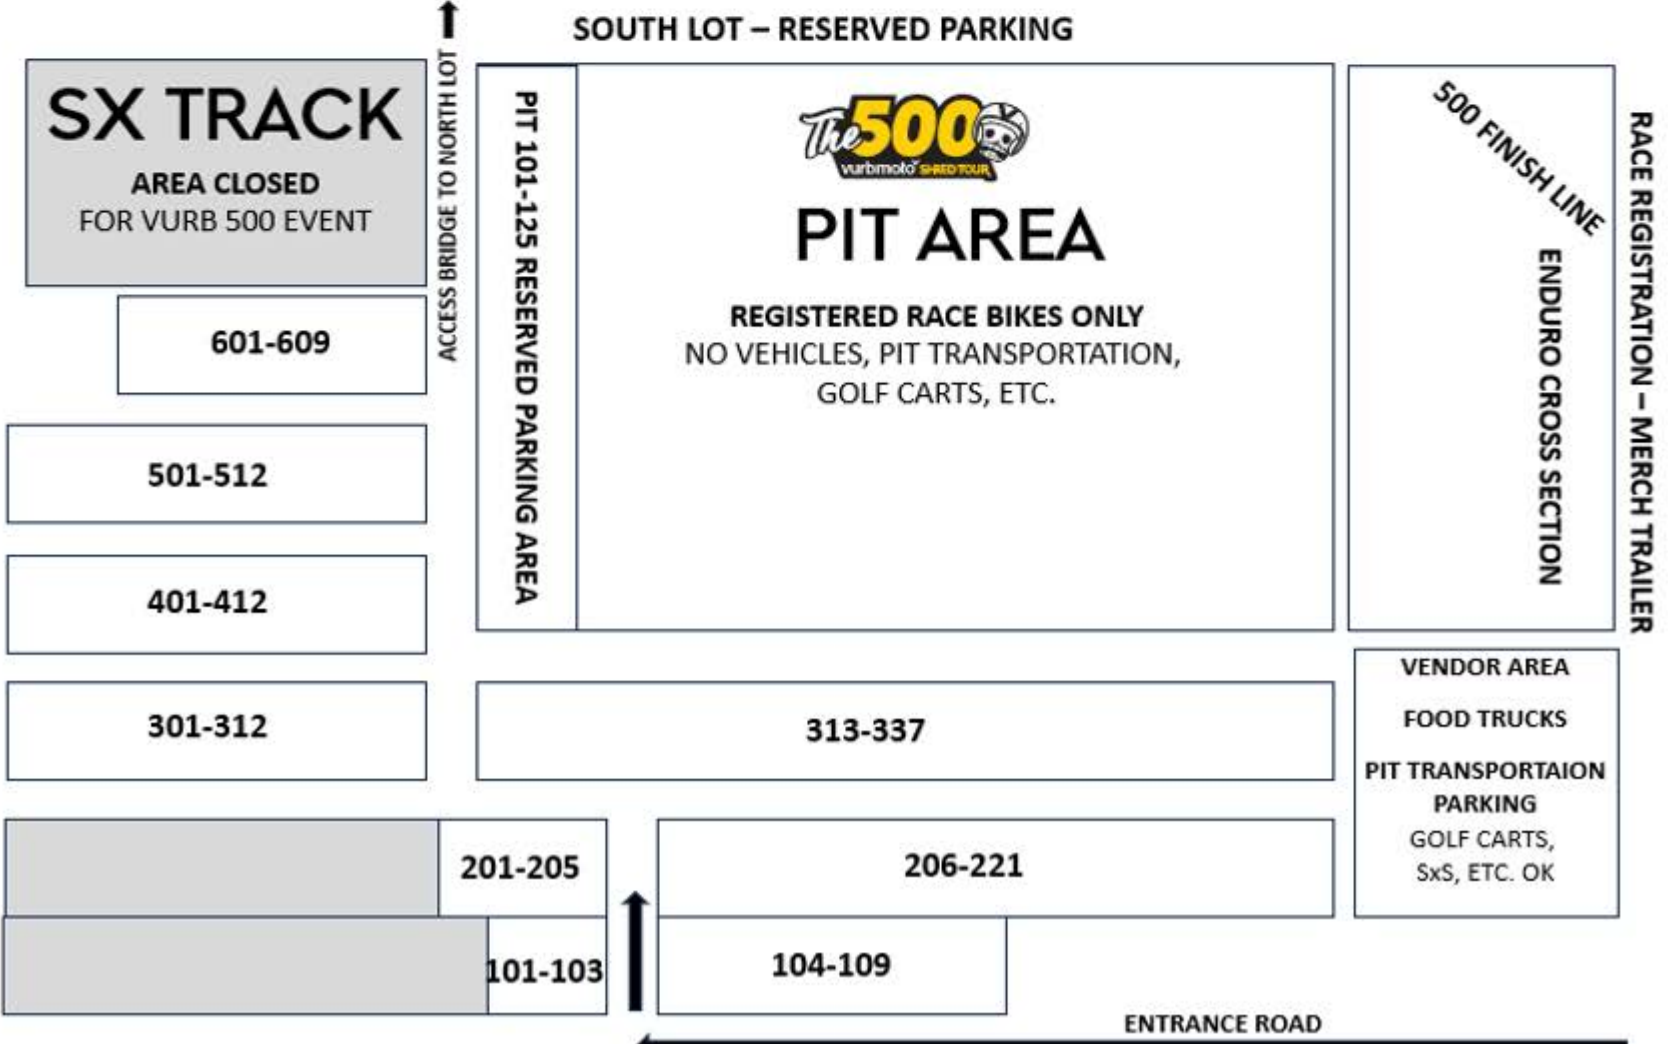 SOUTH LOT – RESERVED PARKING
SX TRACK
AREA CLOSED
FOR VURB 500 EVENT
ACCESS BRIDGE TO NORTH LOT
PIT 101-125 RESERVED PARKING AREA
The 500
vurbmoto SHRED TOUR
PIT AREA
REGISTERED RACE BIKES ONLY
NO VEHICLES, PIT TRANSPORTATION,
GOLF CARTS, ETC.
500 FINISH LINE
ENDURO CROSS SECTION
RACE REGISTRATION – MERCH TRAILER
601-609
501-512
401-412
301-312
313-337
VENDOR AREA
FOOD TRUCKS
PIT TRANSPORTAION
PARKING
GOLF CARTS,
SxS, ETC. OK
201-205
206-221
101-103
104-109
ENTRANCE ROAD